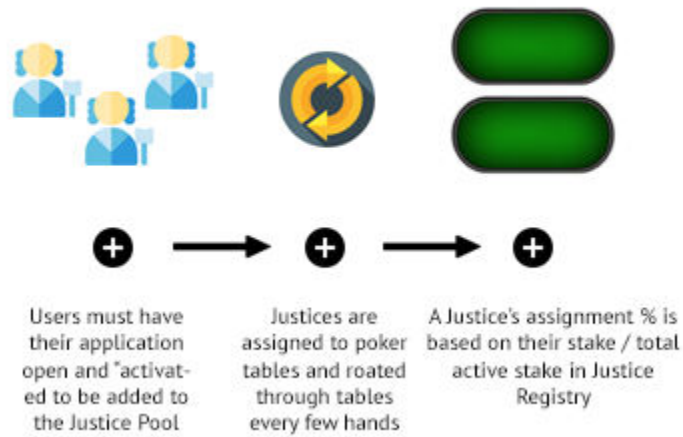 Users must have
their application
open and "activat-
ed to be added to
the Justice Pool
Justices are
assigned to poker
tables and roated
through tables
every few hands
A Justice's assignment % is
based on their stake / total
active stake in Justice
Registry